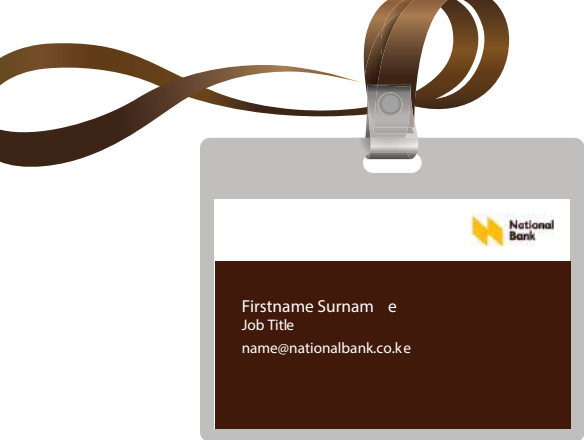 National
Bank
Firstname Surnam e
Job Title
name@nationalbank.co.ke